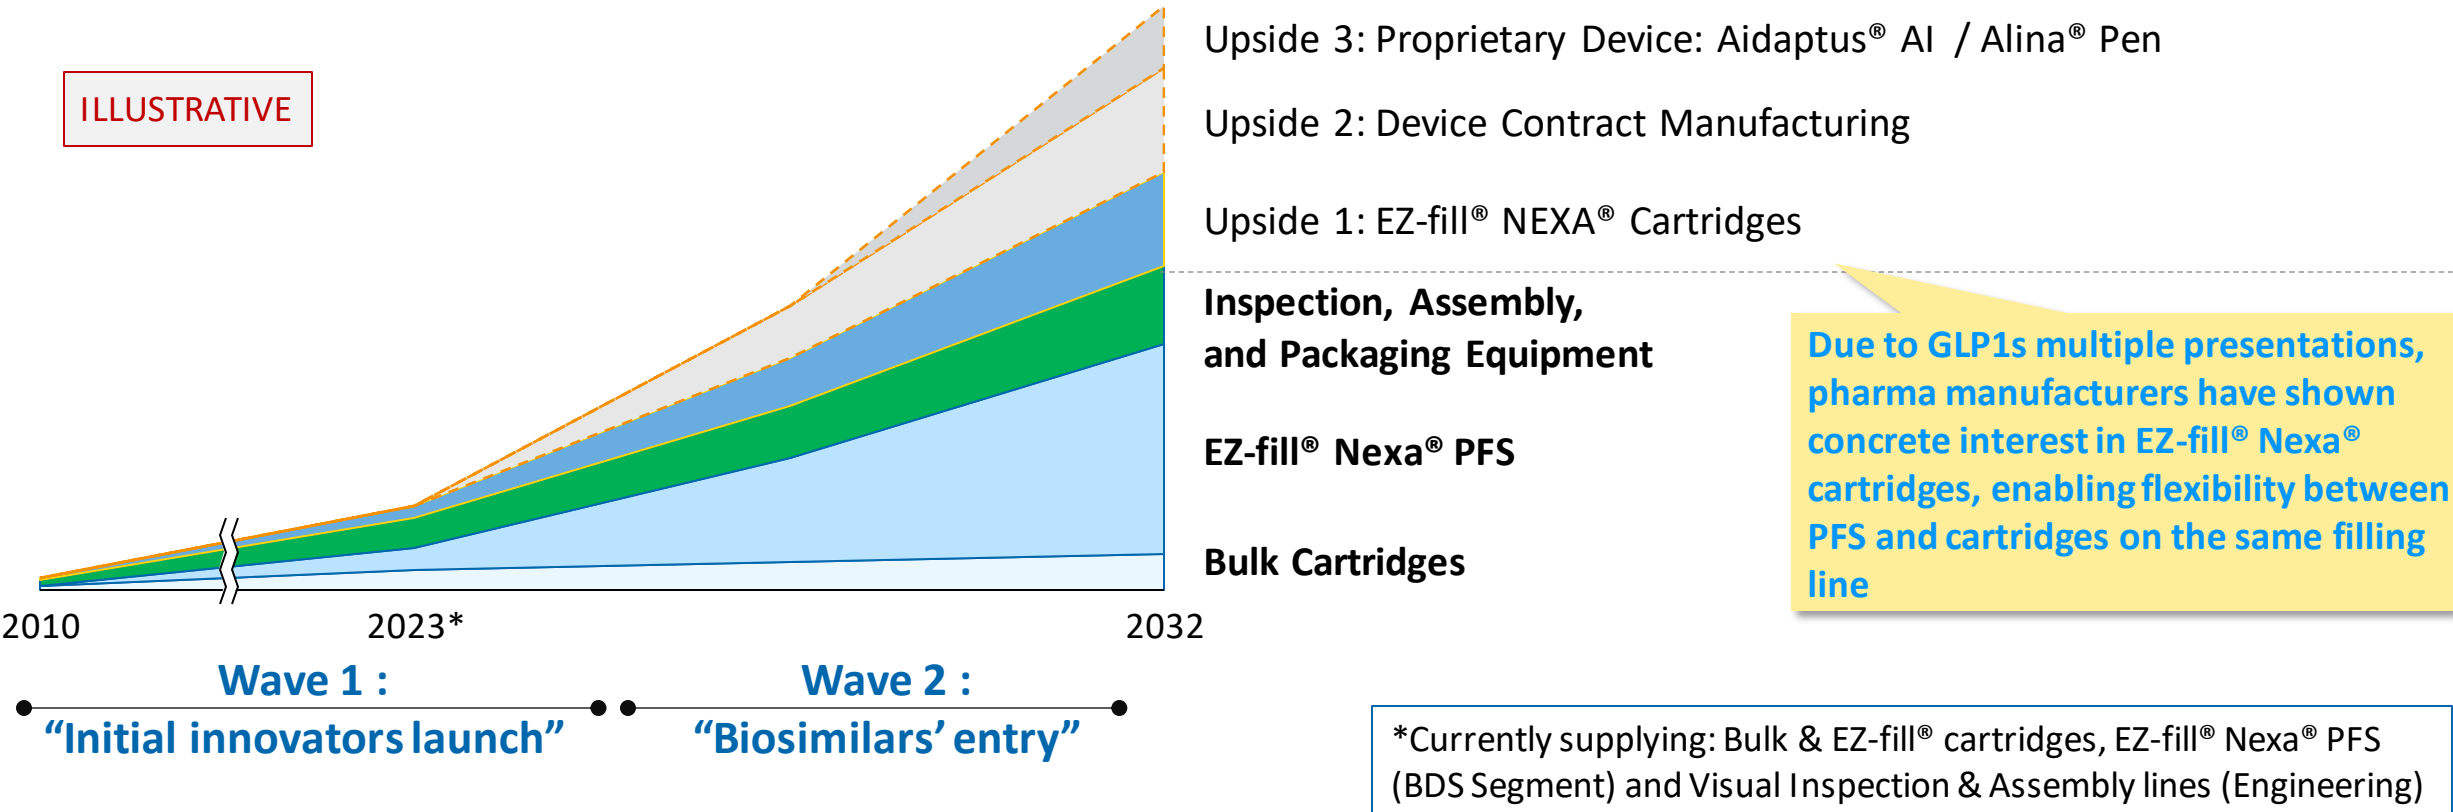 ILLUSTRATIVE
Upside 3: Proprietary Device: Aidaptus® AI / Alina® Pen
Upside 2: Device Contract Manufacturing
Upside 1: EZ-fill® NEXA® Cartridges
Inspection, Assembly,
and Packaging Equipment
EZ-fill® Nexa® PFS
Bulk Cartridges
Due to GLP1s multiple presentations,
pharma manufacturers have shown
concrete interest in EZ-fill® Nexa®
cartridges, enabling flexibility between
PFS and cartridges on the same filling
line
2010
2023*
2032
Wave 1 :
“Initial innovators launch”
Wave 2 :
“Biosimilars’ entry”
*Currently supplying: Bulk & EZ-fill® cartridges, EZ-fill® Nexa® PFS
(BDS Segment) and Visual Inspection & Assembly lines (Engineering)